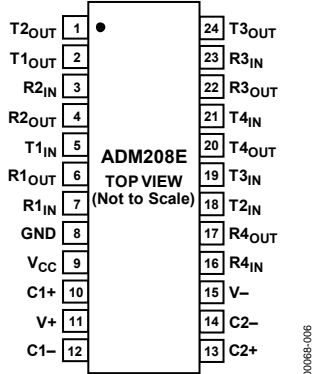 T2OUT 1 24 T3OUT
T1OUT 2 23 R3IN
R2IN 3 22 R3OUT
R2OUT 4 21 T4IN
T1IN 5 20 T4OUT
R1OUT 6 19 T3IN
R1IN 7 18 T2IN
GND 8 17 R4OUT
VCC 9 16 R4IN
C1+ 10 15 V–
V+ 11 14 C2–
C1– 12 13 C2+
ADM208E
TOP VIEW
(Not to Scale)
00068-006